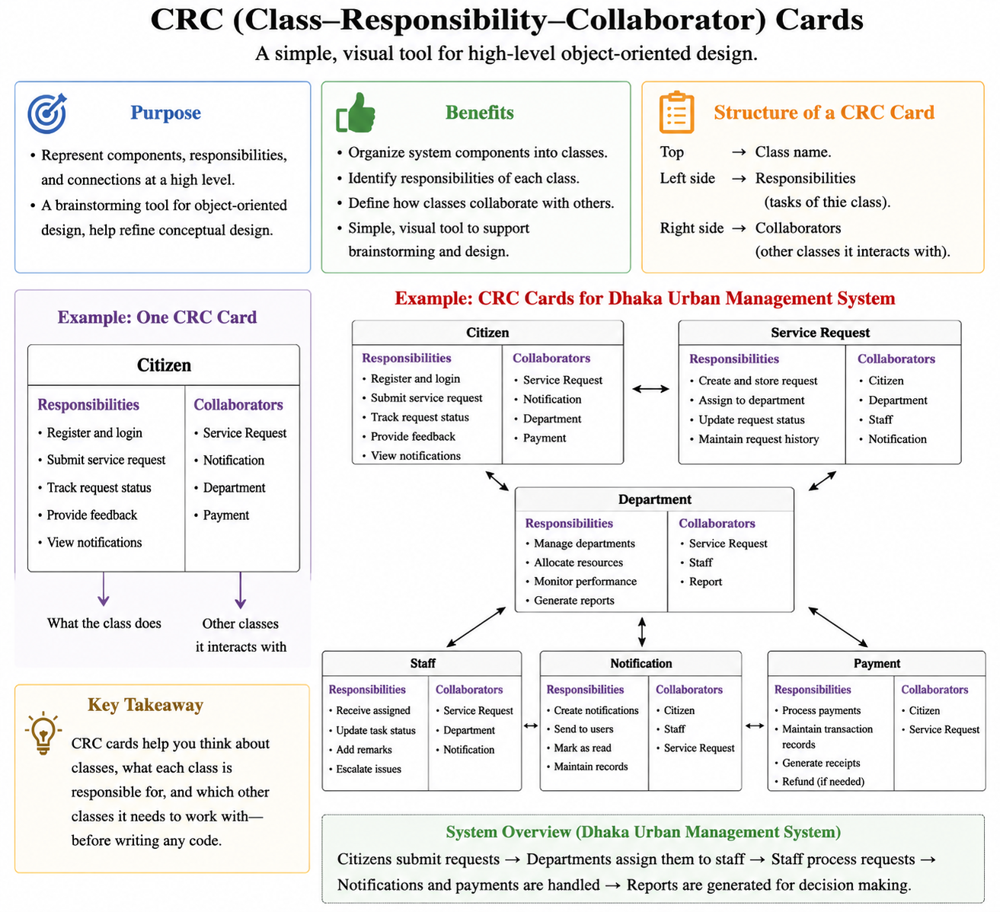 CRC (Class–Responsibility–Collaborator) Cards
A simple, visual tool for high-level object-oriented design.
Purpose
• Represent components, responsibilities,
and connections at a high level.
• A brainstorming tool for object-oriented
design, help refine conceptual design.
Benefits
• Organize system components into classes.
• Identify responsibilities of each class.
• Define how classes collaborate with others.
• Simple, visual tool to support
brainstorming and design.
Structure of a CRC Card
Top → Class name.
Left side → Responsibilities
(tasks of thie class).
Right side → Collaborators
(other classes it interacts with).
Example: One CRC Card
Citizen
Responsibilities
• Register and login
• Submit service request
• Track request status
• Provide feedback
• View notifications
Collaborators
• Service Request
• Notification
• Department
• Payment
What the class does
Other classes
it interacts with
Key Takeaway
CRC cards help you think about
classes, what each class is
responsible for, and which other
classes it needs to work with—
before writing any code.
Example: CRC Cards for Dhaka Urban Management System
Citizen
Responsibilities
• Register and login
• Submit service request
• Track request status
• Provide feedback
• View notifications
Collaborators
• Service Request
• Notification
• Department
• Payment
Service Request
Responsibilities
• Create and store request
• Assign to department
• Update request status
• Maintain request history
Collaborators
• Citizen
• Department
• Staff
• Notification
Department
Responsibilities
• Manage departments
• Allocate resources
• Monitor performance
• Generate reports
Collaborators
• Service Request
• Staff
• Report
Staff
Responsibilities
• Receive assigned
• Update task status
• Add remarks
• Escalate issues
Collaborators
• Service Request
• Department
• Notification
Notification
Responsibilities
• Create notifications
• Send to users
• Mark as read
• Maintain records
Collaborators
• Citizen
• Staff
• Service Request
Payment
Responsibilities
• Process payments
• Maintain transaction
records
• Generate receipts
• Refund (if needed)
Collaborators
• Citizen
• Service Request
System Overview (Dhaka Urban Management System)
Citizens submit requests → Departments assign them to staff → Staff process requests →
Notifications and payments are handled → Reports are generated for decision making.